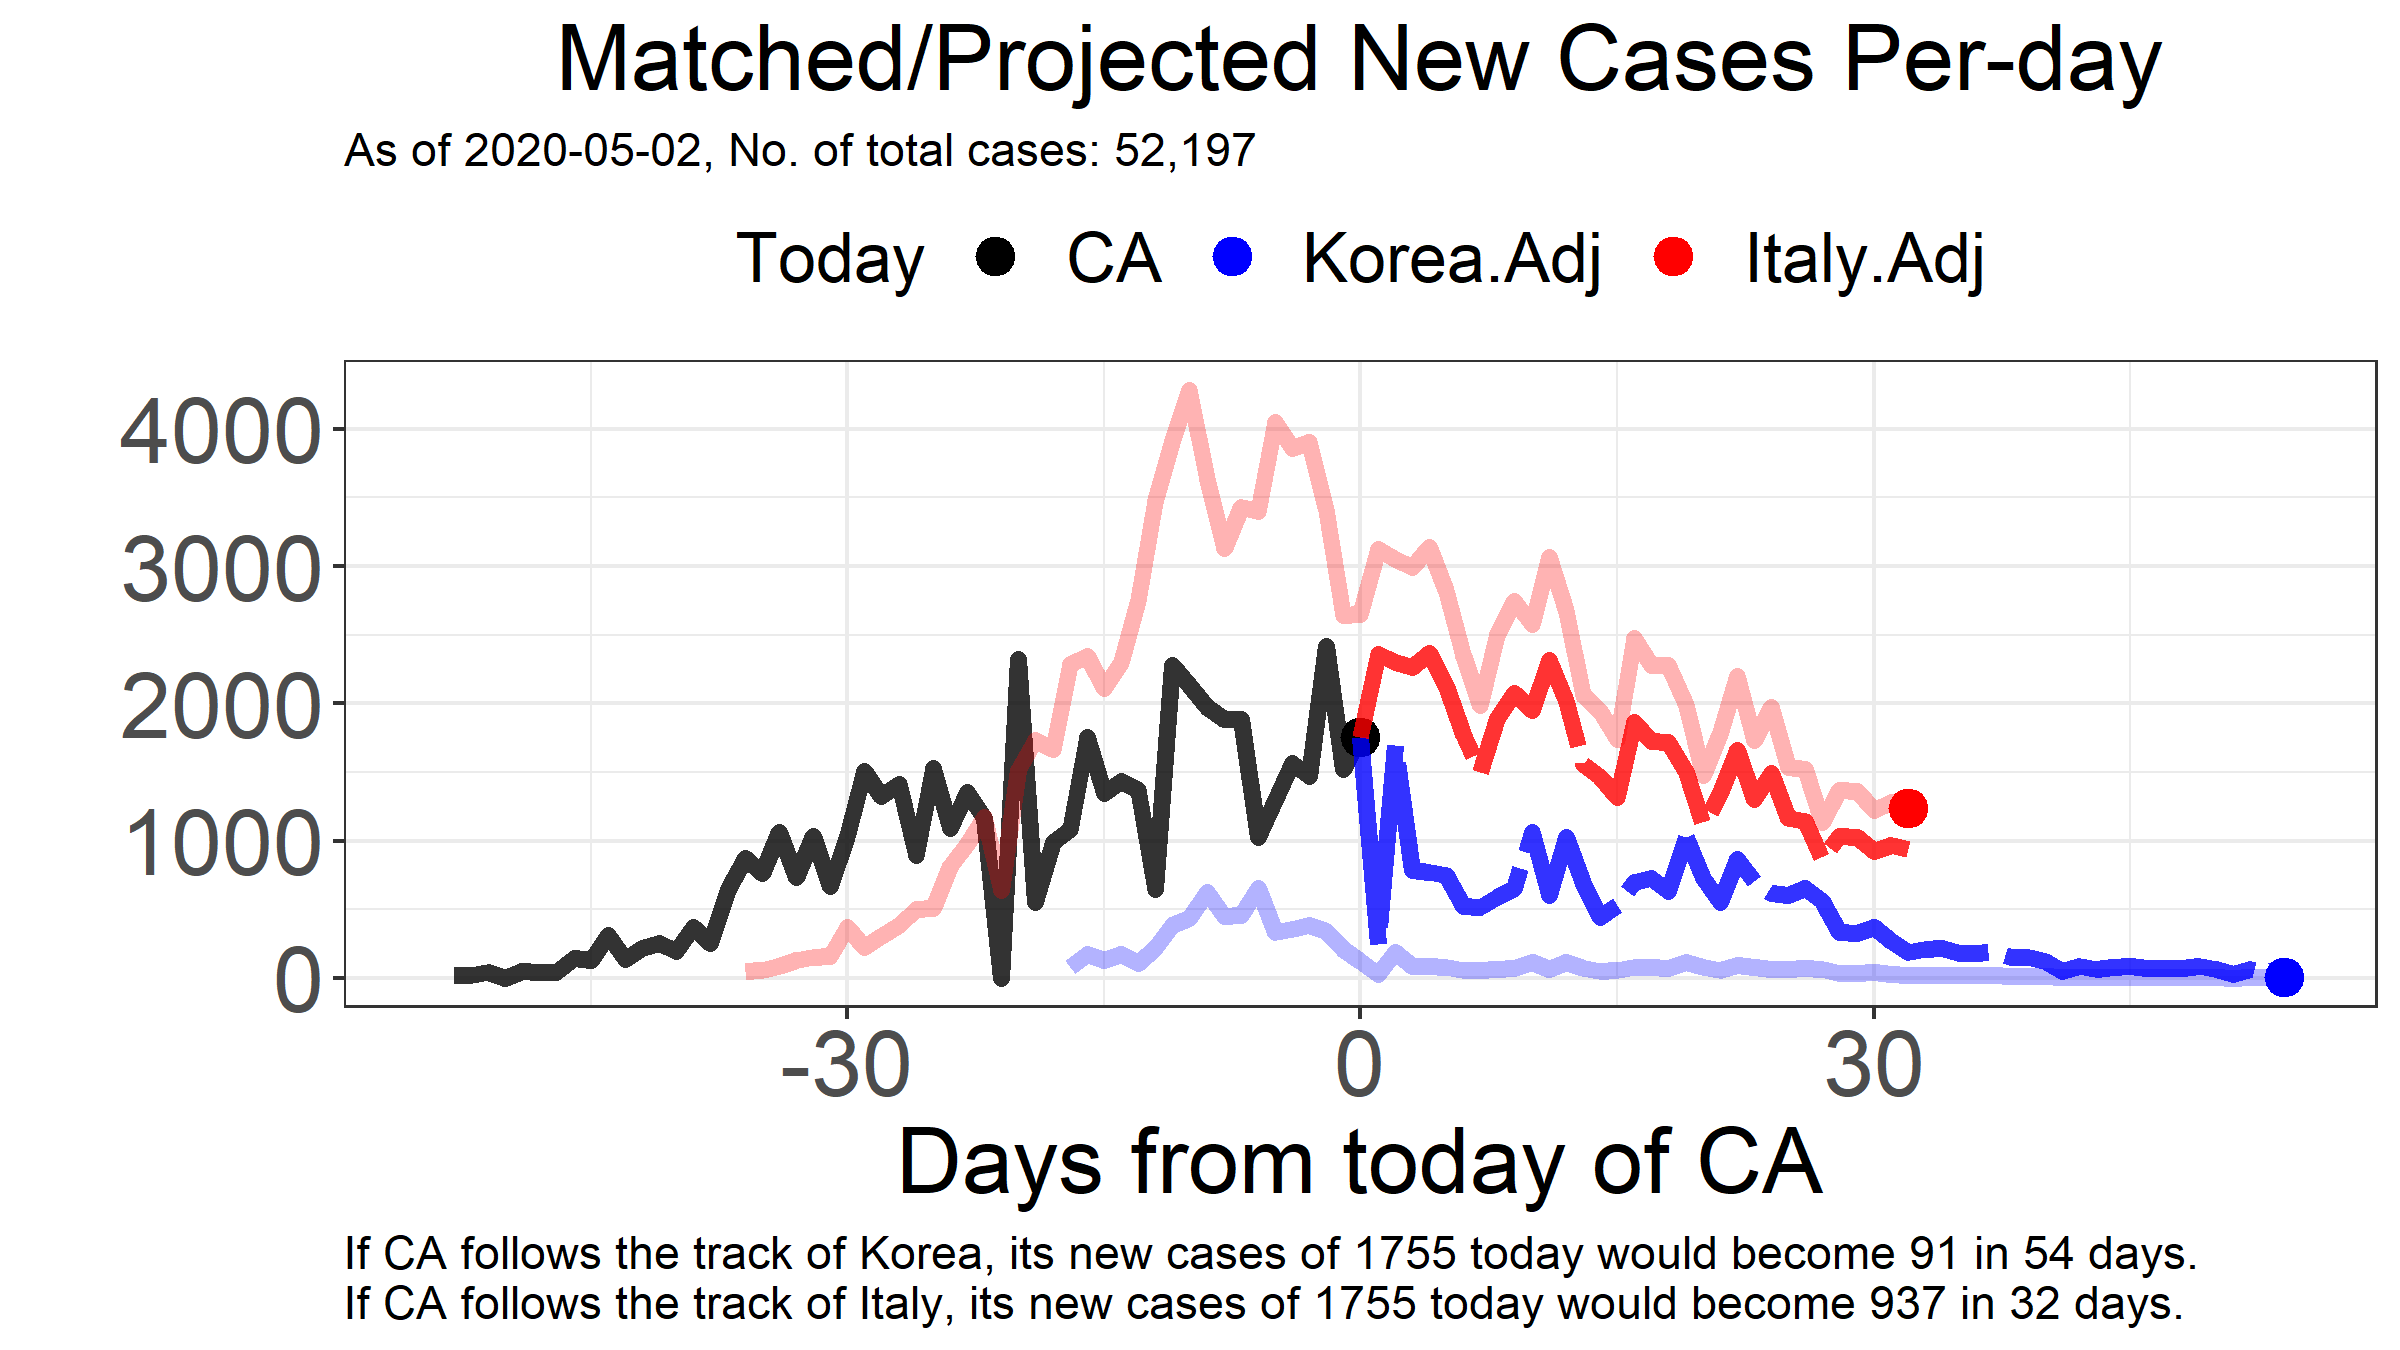 Matched/Projected New Cases Per-day
As of 2020-05-02, No. of total cases: 52,197
Today CA Korea.Adj Italy.Adj
4000
3000
2000
1000
0
-30 0 30
Days from today of CA
If CA follows the track of Korea, its new cases of 1755 today would become 91 in 54 days.
If CA follows the track of Italy, its new cases of 1755 today would become 937 in 32 days.